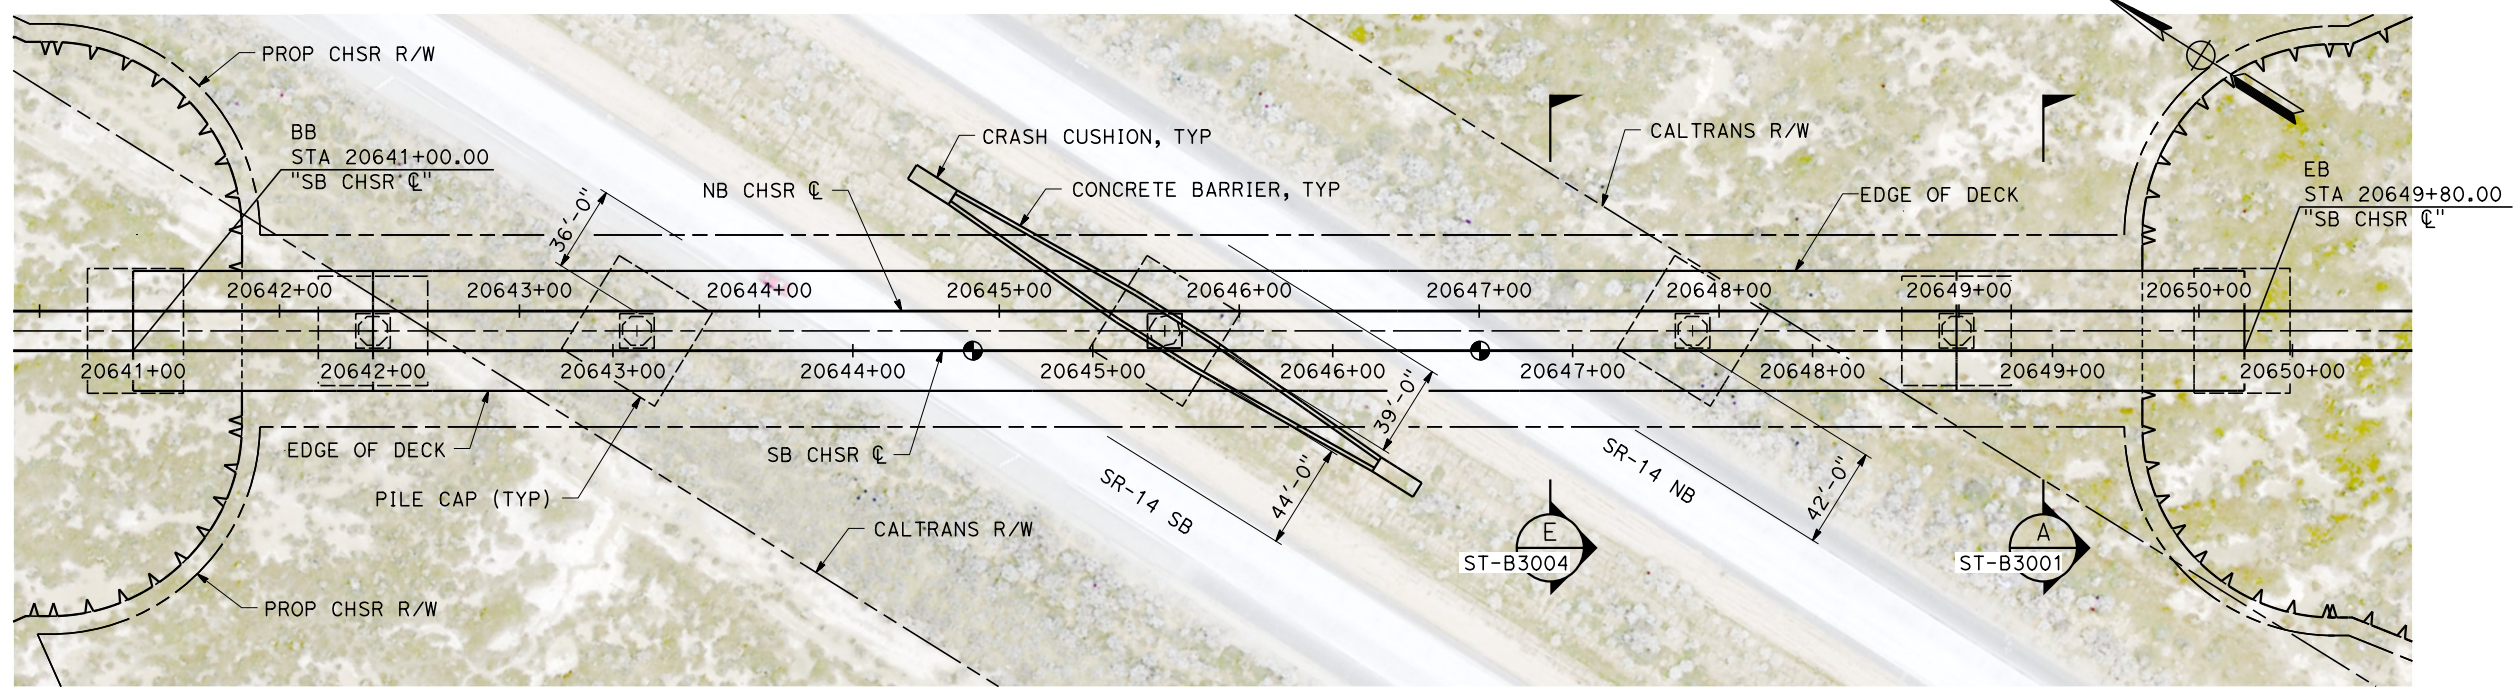 PROP CHSR R/W
BB
STA 20641+00.00
"SB CHSR ℄"
36'-0"
NB CHSR ℄
CRASH CUSHION, TYP
CONCRETE BARRIER, TYP
CALTRANS R/W
EDGE OF DECK
EB
STA 20649+80.00
"SB CHSR ℄"
20642+00
20643+00
20644+00
20645+00
20646+00
20647+00
20648+00
20649+00
20650+00
20641+00
20642+00
20643+00
20644+00
20645+00
20646+00
20647+00
20648+00
20649+00
20650+00
EDGE OF DECK
PILE CAP (TYP)
SB CHSR ℄
39'-0"
SR-14 SB
44'-0"
SR-14 NB
42'-0"
CALTRANS R/W
E
ST-B3004
A
ST-B3001
PROP CHSR R/W